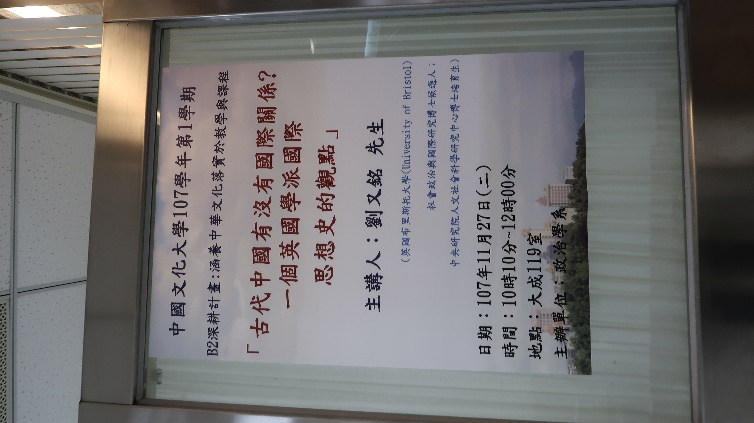 中國文化大學107學年第1學期
B2深耕計畫:涵養中華文化落實於教學與課程
「古代中國有沒有國際關係?
一個英國學派國際
思想史的觀點」
主講人：劉又銘 先生
(英國布里斯托大學(University of Bristol)
社會政治與國際研究博士候選人；
中央研究院人文社會科學研究中心博士培育生)
日期：107年11月27日(二)
時間：10時10分~12時00分
地點：大成119室
主辦單位：政治學系